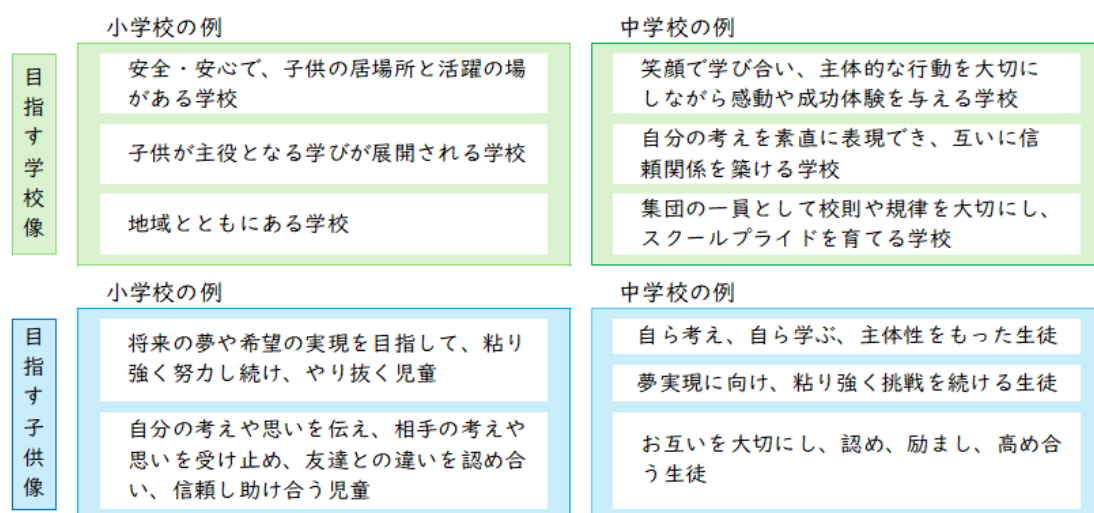 小学校の例
中学校の例
目指す学校像
安全・安心で、子供の居場所と活躍の場
がある学校
子供が主役となる学びが展開される学校
地域とともにある学校
笑顔で学び合い、主体的な行動を大切に
しながら感動や成功体験を与える学校
自分の考えを素直に表現でき、互いに信
頼関係を築ける学校
集団の一員として校則や規律を大切にし、
スクールプライドを育てる学校
小学校の例
中学校の例
目指す子供像
将来の夢や希望の実現を目指して、粘り
強く努力し続け、やり抜く児童
自分の考えや思いを伝え、相手の考えや
思いを受け止め、友達との違いを認め合
い、信頼し助け合う児童
自ら考え、自ら学ぶ、主体性をもった生徒
夢実現に向け、粘り強く挑戦を続ける生徒
お互いを大切にし、認め、励まし、高め合
う生徒